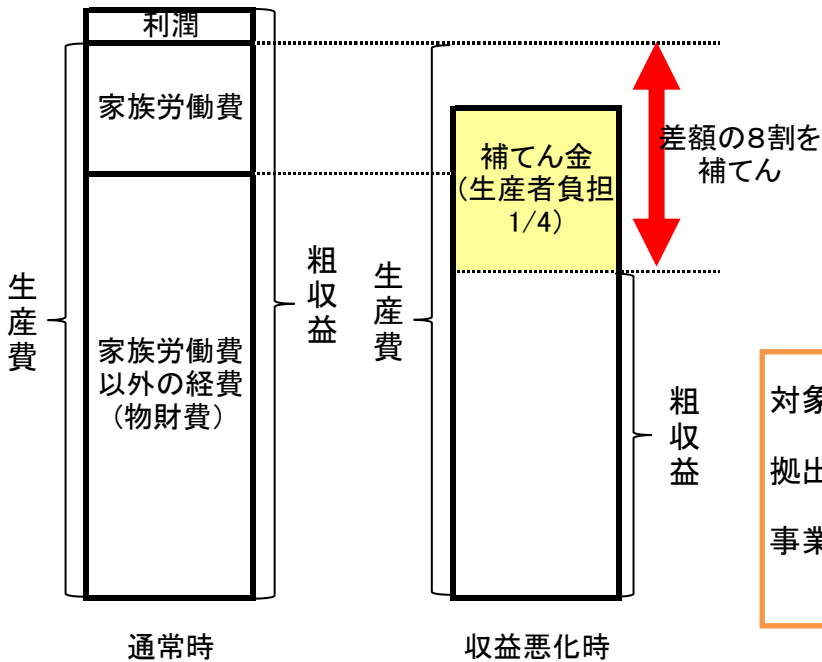 利潤
家族労働費
家族労働費
以外の経費
(物財費)
生産費
粗収益
通常時
補てん金
(生産者負担
1/4)
生産費
粗収益
収益悪化時
差額の8割を
補てん
対象
拠出
事業